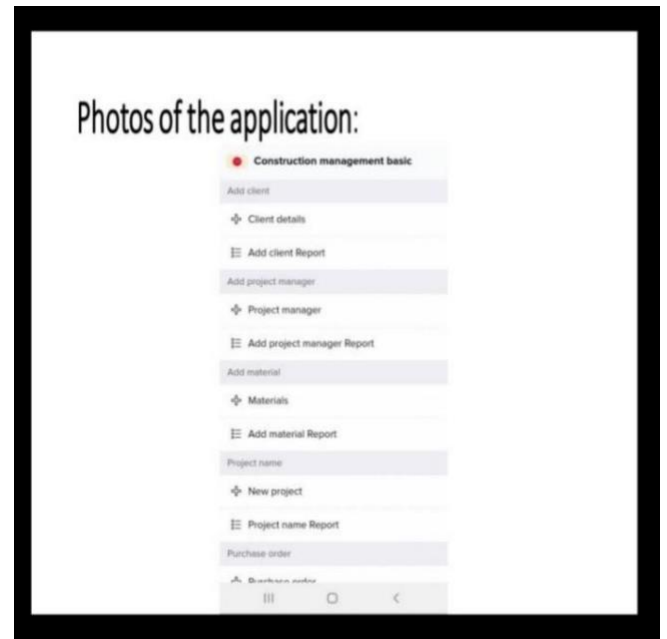 Photos of the application:
Construction management basic
Add client
Client details
Add client Report
Add project manager
Project manager
Add project manager Report
Add material
Materials
Add material Report
Project name
New project
Project name Report
Purchase order
Purchase order